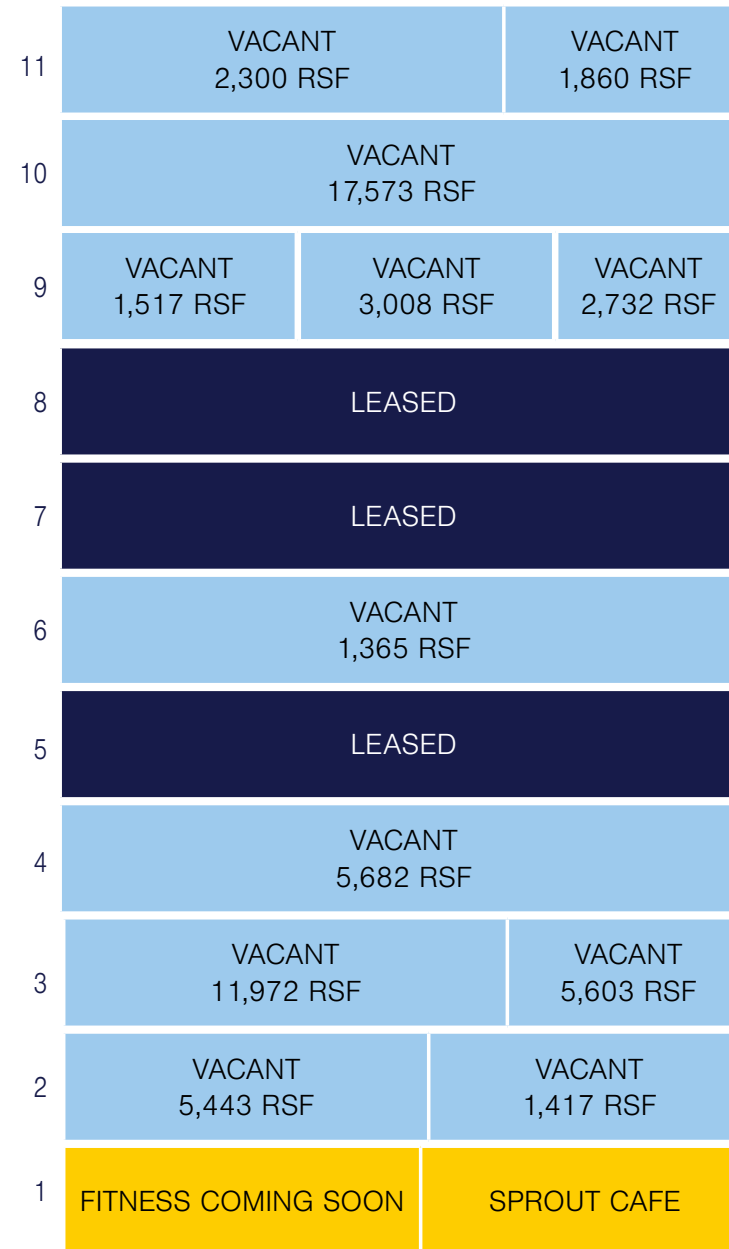 11
VACANT
2,300 RSF
VACANT
1,860 RSF
10
VACANT
17,573 RSF
9
VACANT
1,517 RSF
VACANT
3,008 RSF
VACANT
2,732 RSF
8
LEASED
7
LEASED
6
VACANT
1,365 RSF
5
LEASED
4
VACANT
5,682 RSF
3
VACANT
11,972 RSF
VACANT
5,603 RSF
2
VACANT
5,443 RSF
VACANT
1,417 RSF
1
FITNESS COMING SOON
SPROUT CAFE